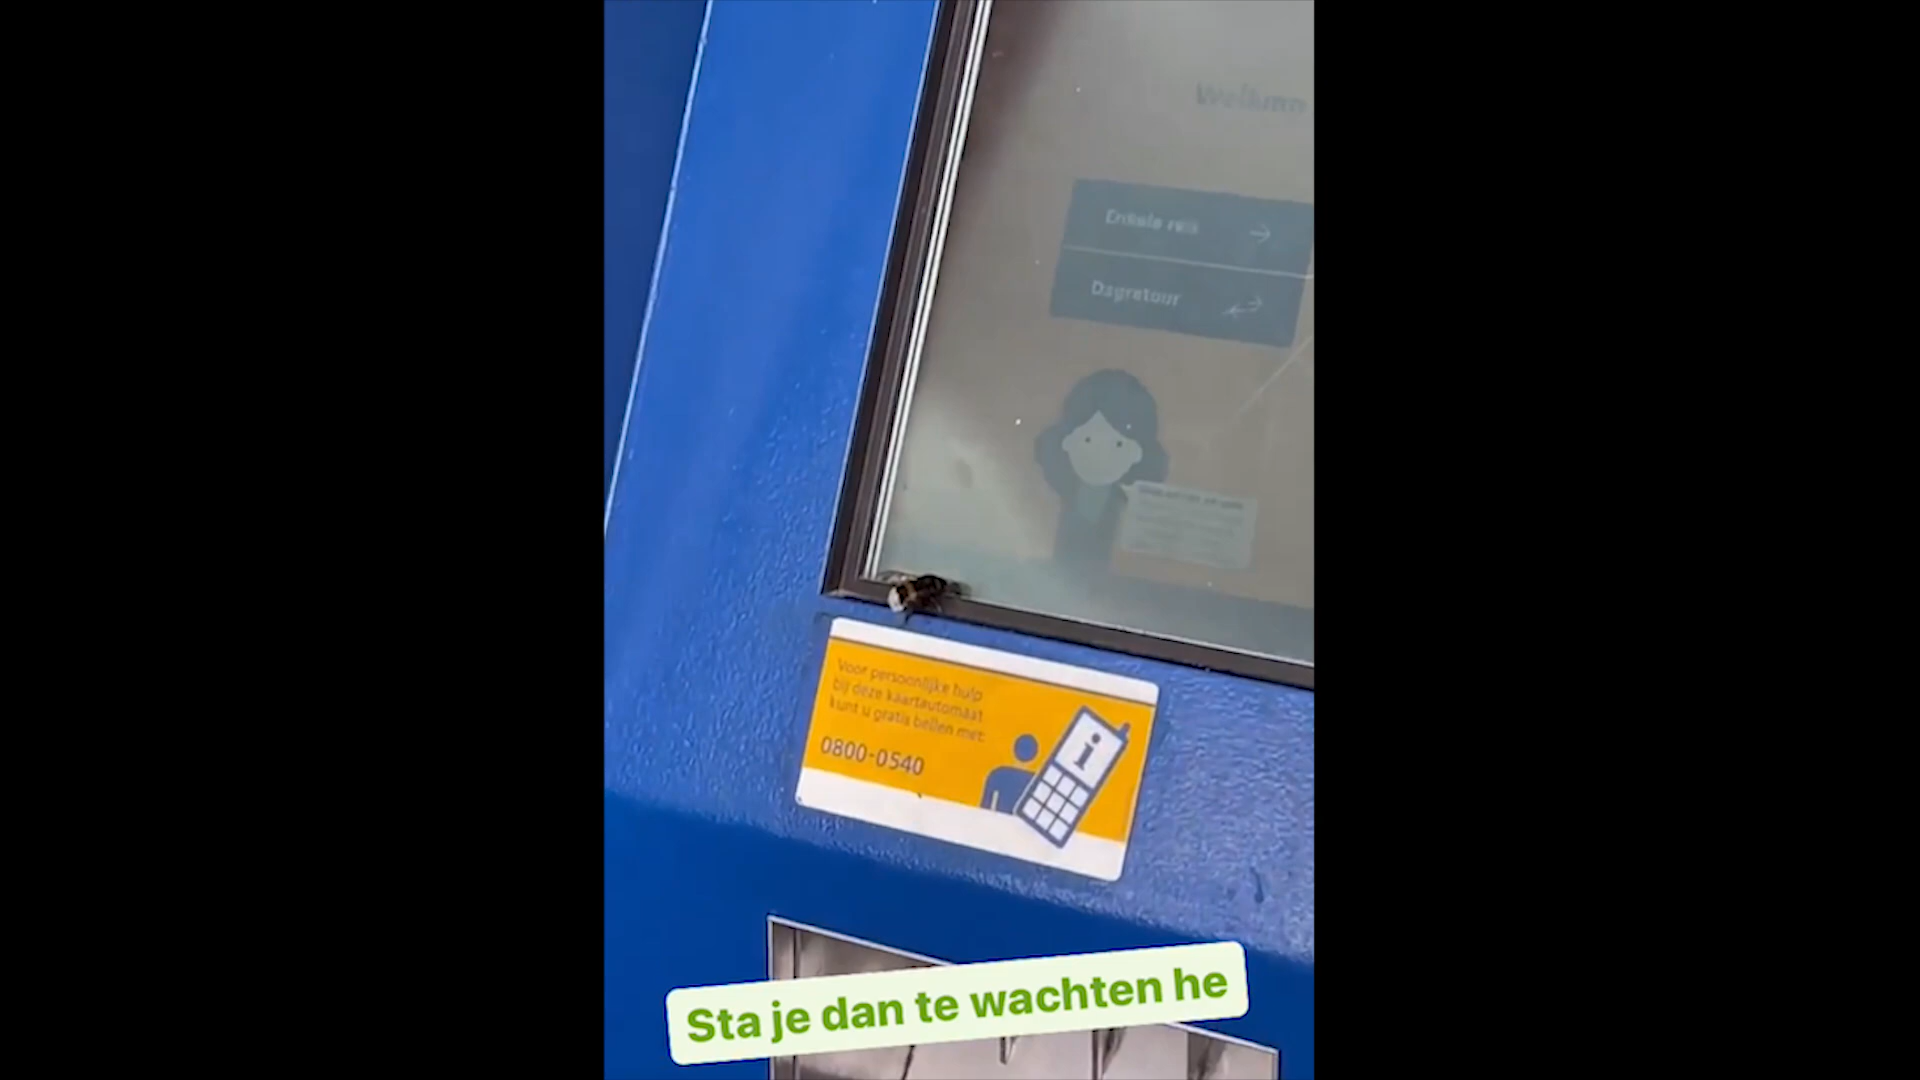 Welkom
Enkele reis
Dagretour
Voor persoonlijke hulp
bij deze kaartautomaat
kunt u gratis bellen met:
0800-0540
i
Sta je dan te wachten he